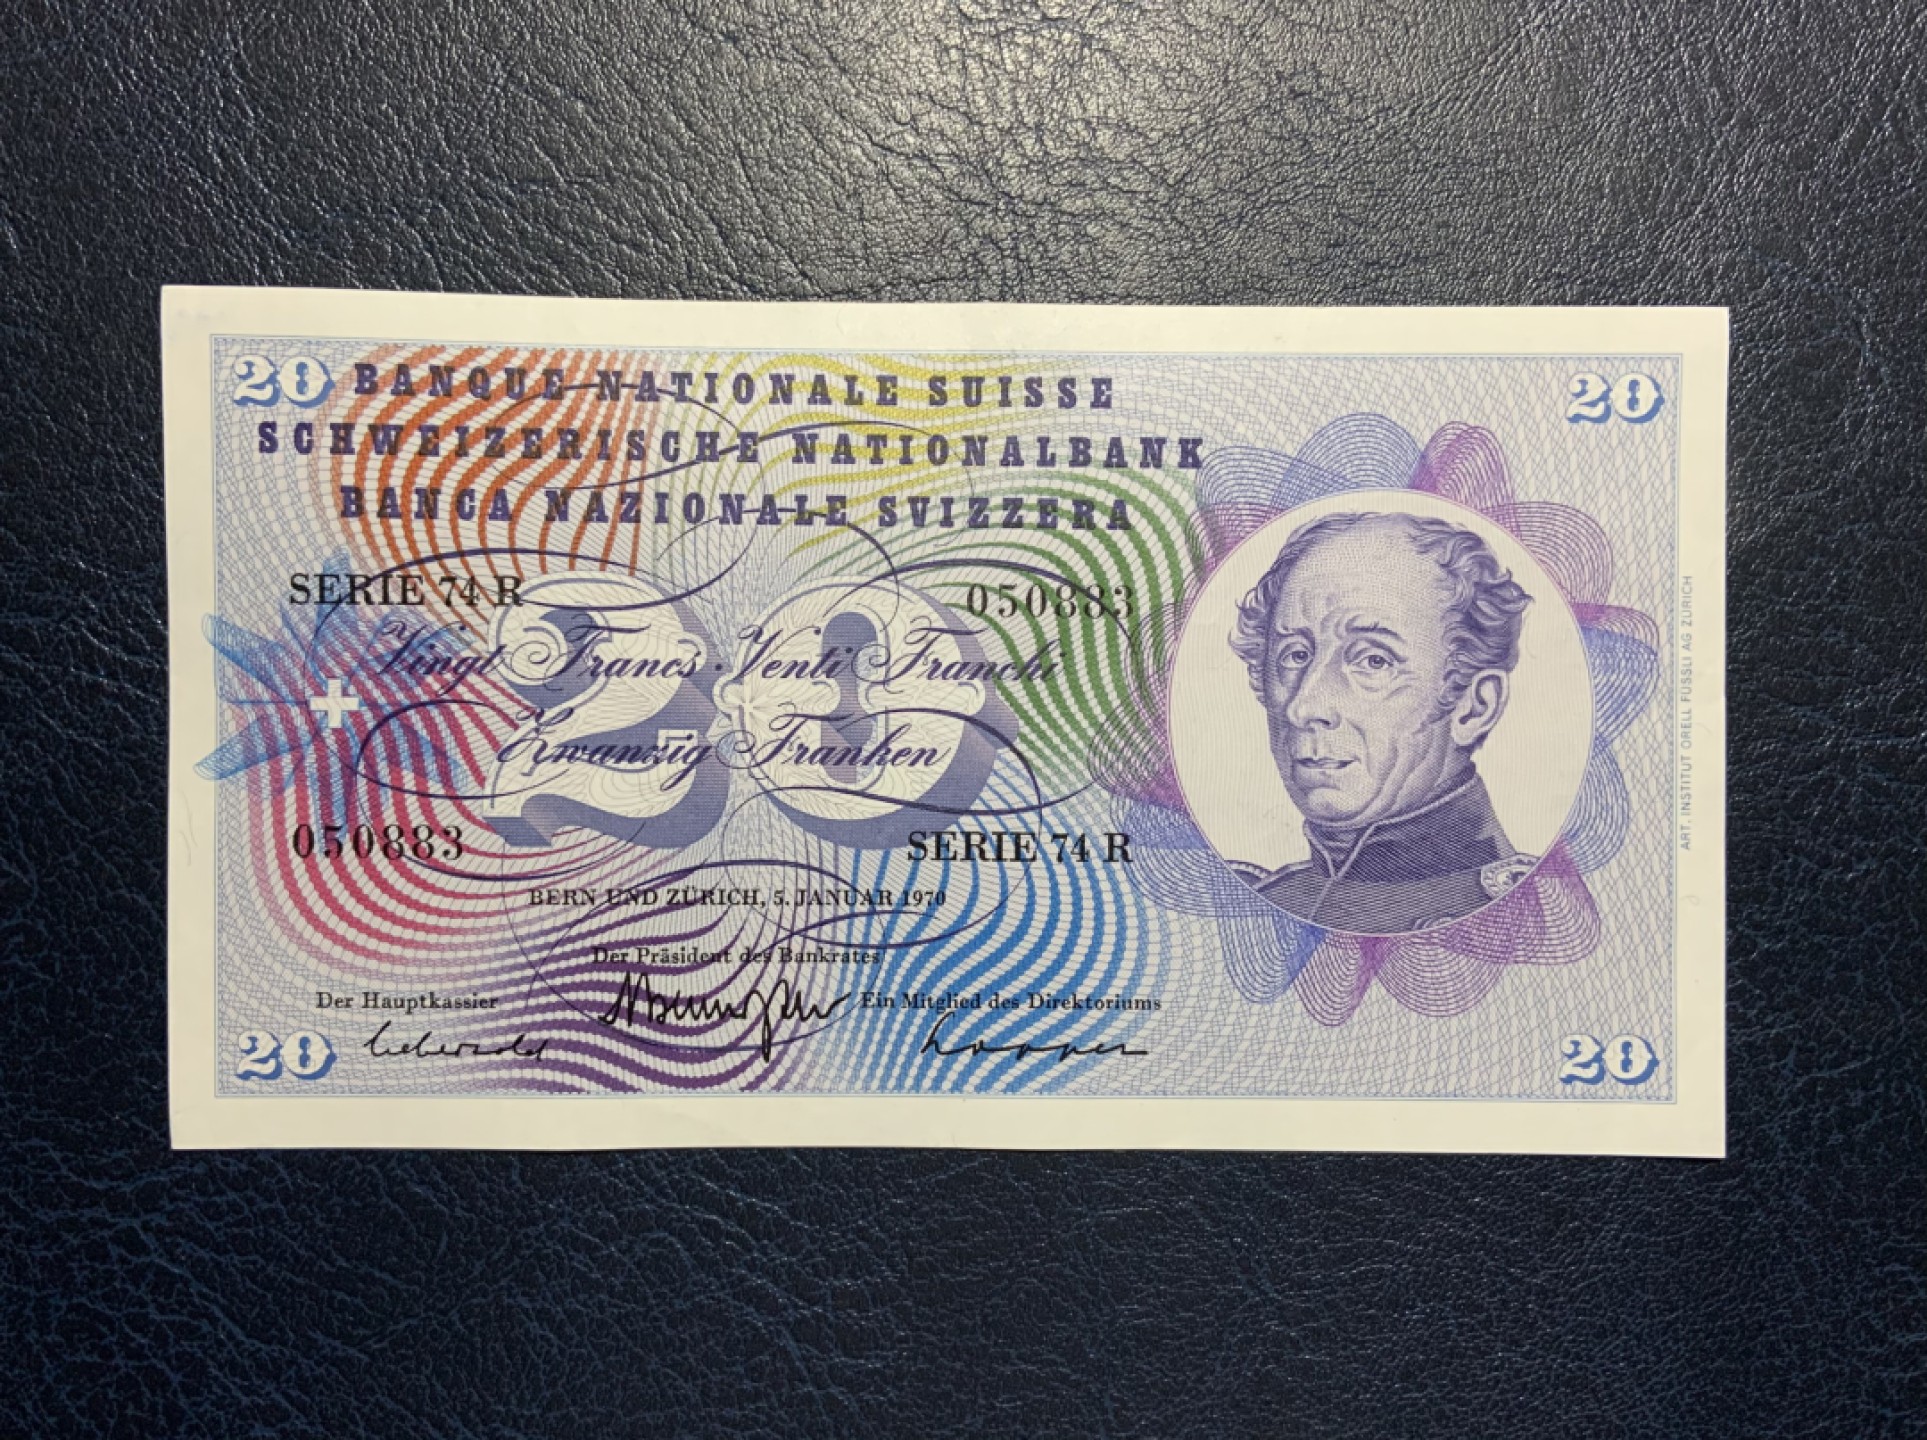 20 BANQUE NATIONALE SUISSE 20
SCHWEIZERISCHE NATIONALBANK
BANCA NAZIONALE SVIZZERA
SERIE 74 R 050883
20
Vingt Francs · Venti Franchi
Zwanzig Franken
050883 SERIE 74 R
BERN UND ZÜRICH, 5. JANUAR 1970
Der Präsident des Bankrates
Der Hauptkassier Ein Mitglied des Direktoriums
20 20
ART. INSTITUT ORELL FÜSSLI AG ZÜRICH